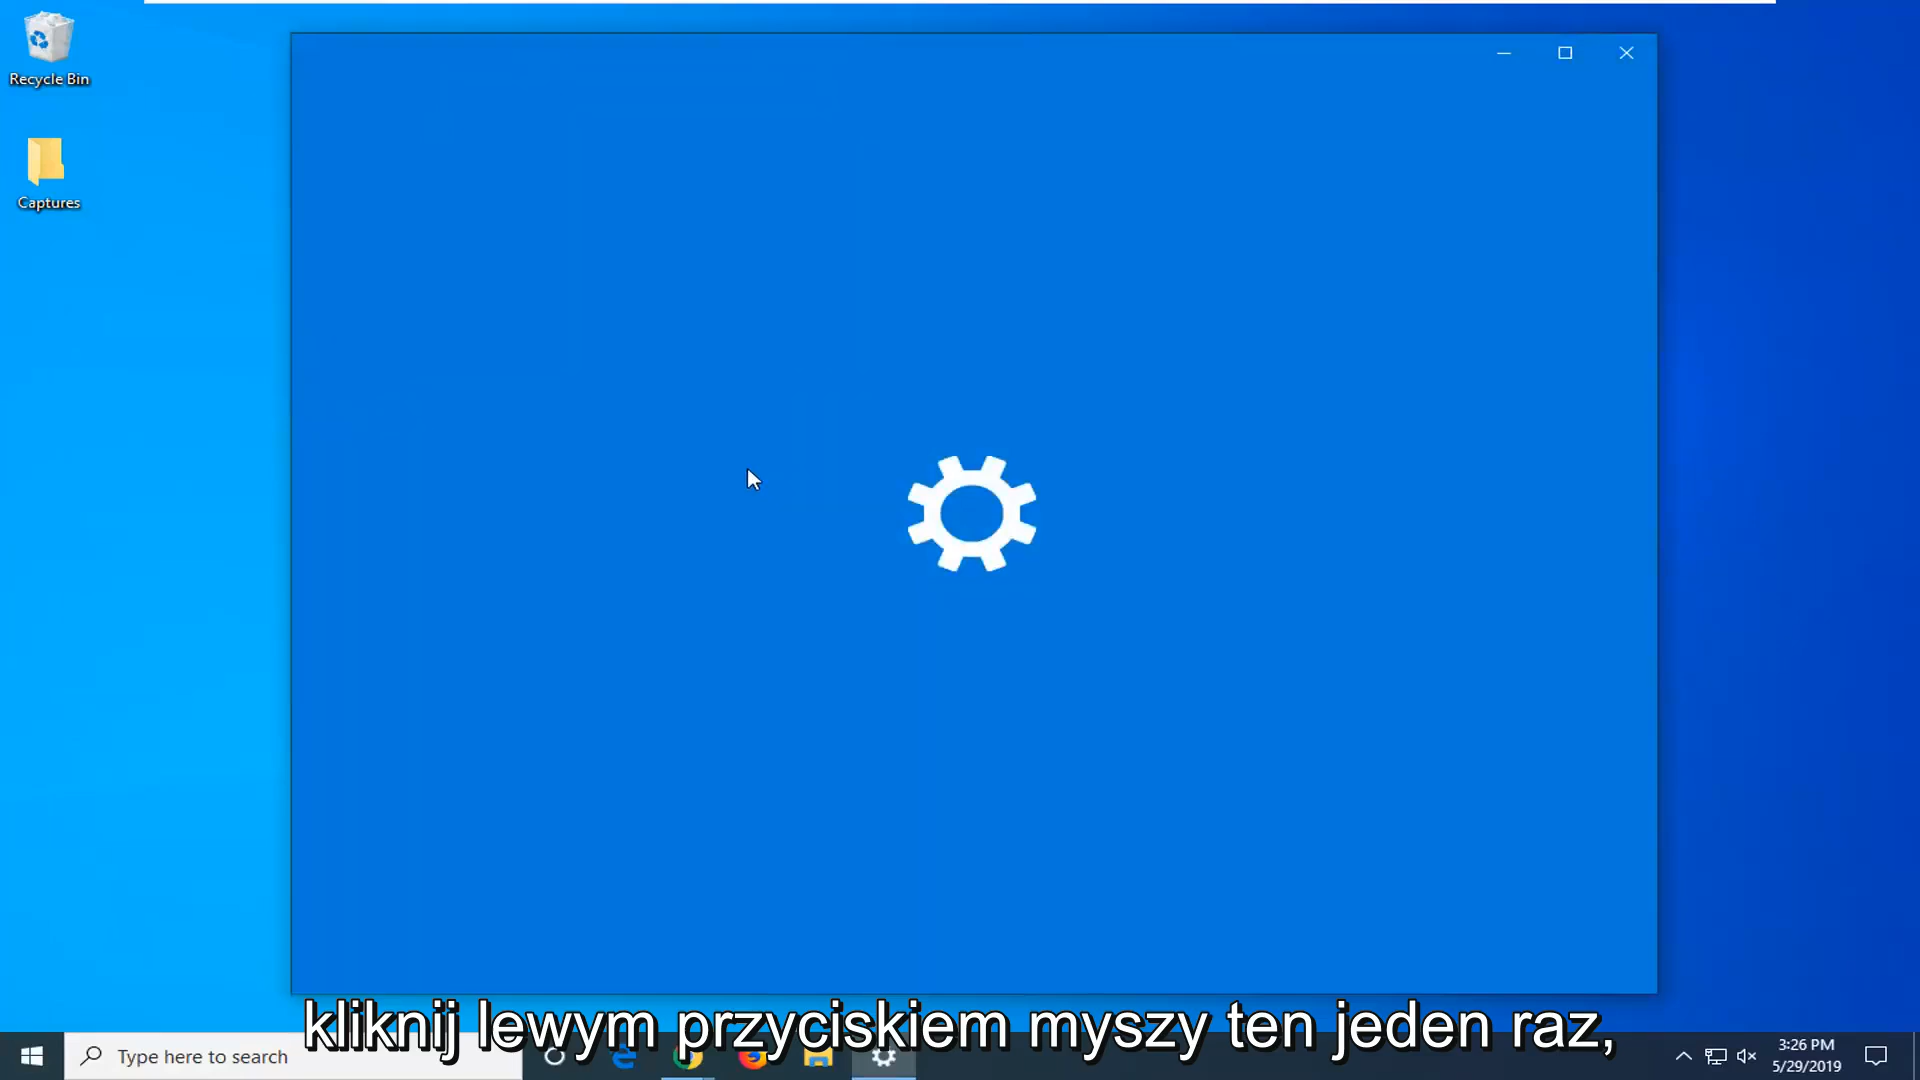 Recycle Bin
Captures
kliknij lewym przyciskiem myszy ten jeden raz,
Type here to search
3:26 PM
5/29/2019